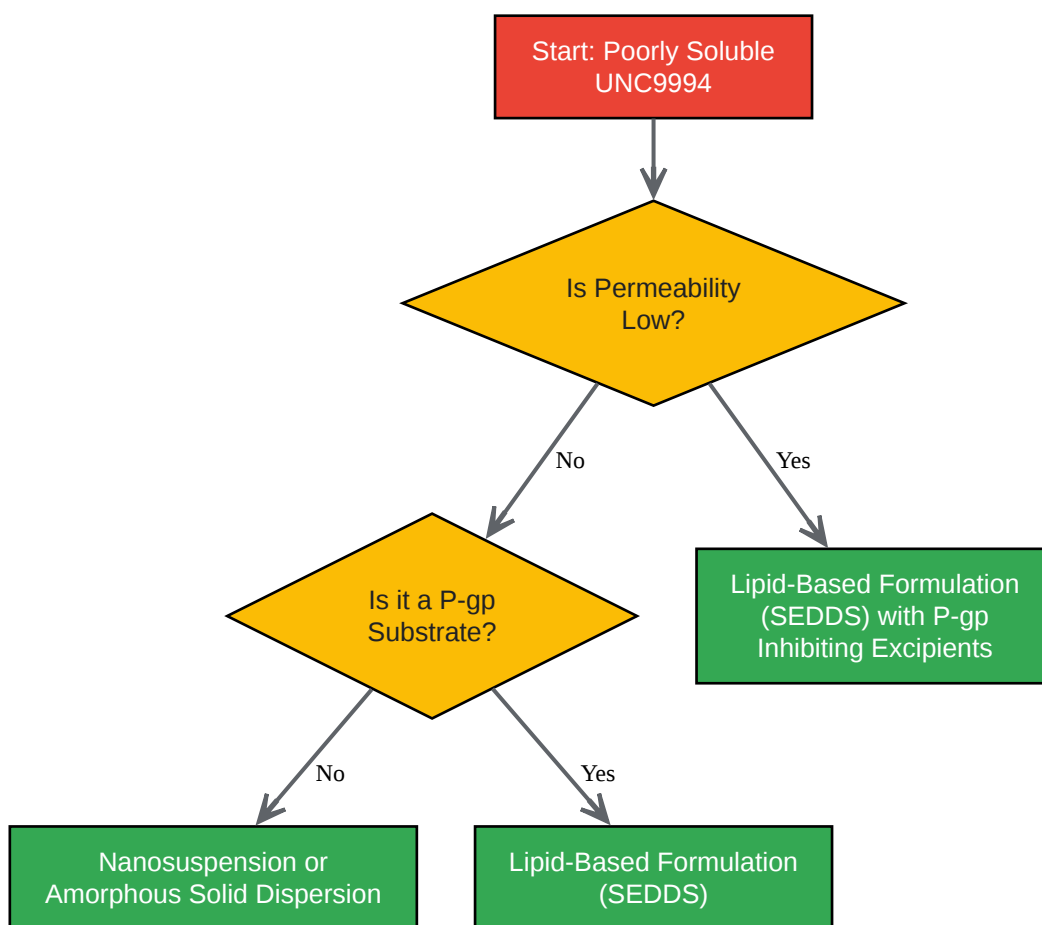 Start: Poorly Soluble
UNC9994
Is Permeability
Low?
No
Yes
Is it a P-gp
Substrate?
Lipid-Based Formulation
(SEDDS) with P-gp
Inhibiting Excipients
No
Yes
Nanosuspension or
Amorphous Solid Dispersion
Lipid-Based Formulation
(SEDDS)